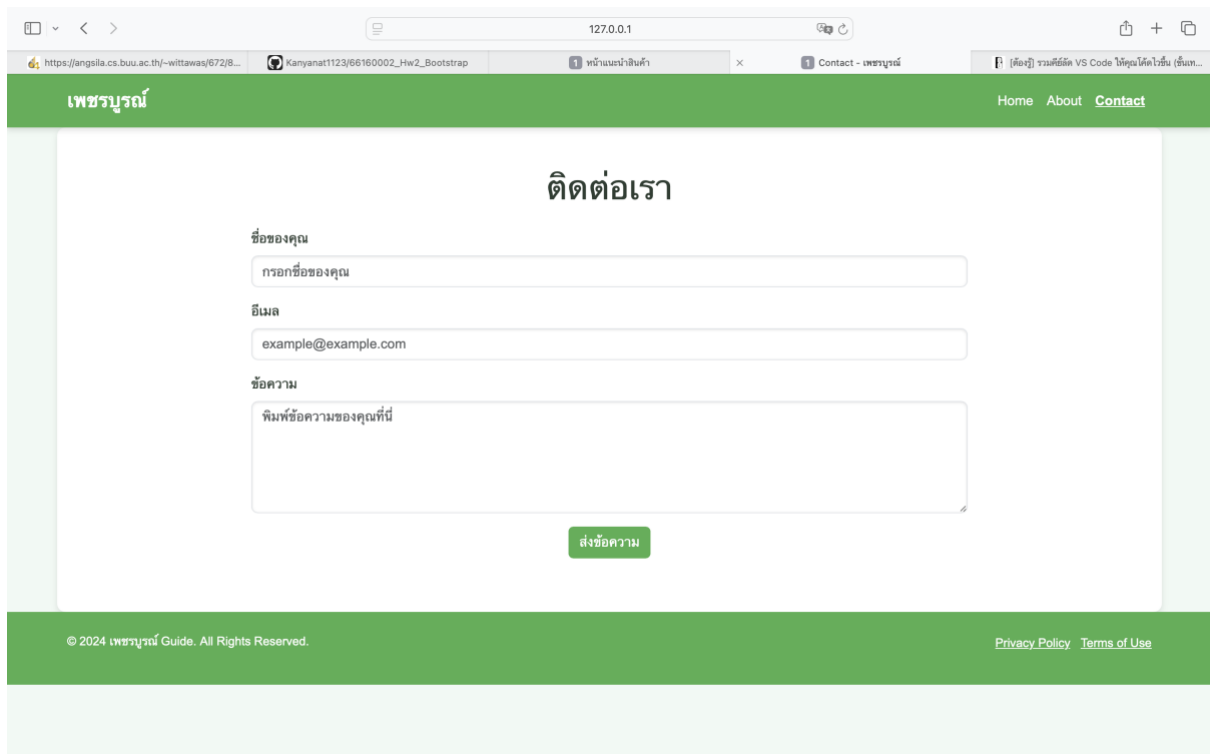 127.0.0.1
https://angsila.cs.buu.ac.th/~wittawas/672/8...
Kanyanat1123/66160002_Hw2_Bootstrap
1 หน้าแนะนำสินค้า
1 Contact - เพชรบูรณ์
[ต้องรู้] รวมคีย์ลัด VS Code ให้คุณโค้ดไวขึ้น (ขั้นเท...
เพชรบูรณ์
Home About Contact
ติดต่อเรา
ชื่อของคุณ
กรอกชื่อของคุณ
อีเมล
example@example.com
ข้อความ
พิมพ์ข้อความของคุณที่นี่
ส่งข้อความ
© 2024 เพชรบูรณ์ Guide. All Rights Reserved.
Privacy Policy Terms of Use